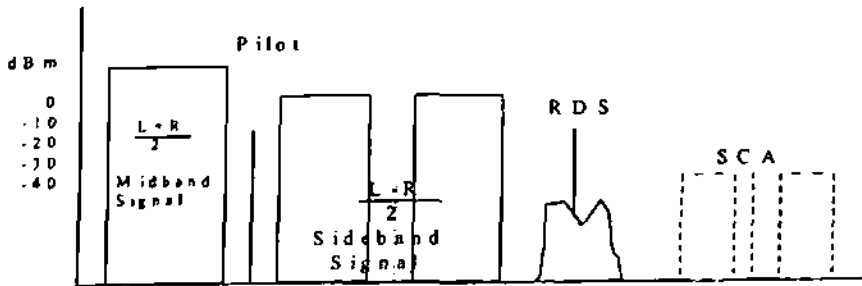 Pilot
dBm
0
-10
-20
-30
-40
L + R
2
Midband
Signal
L - R
2
Sideband
Signal
RDS
SCA